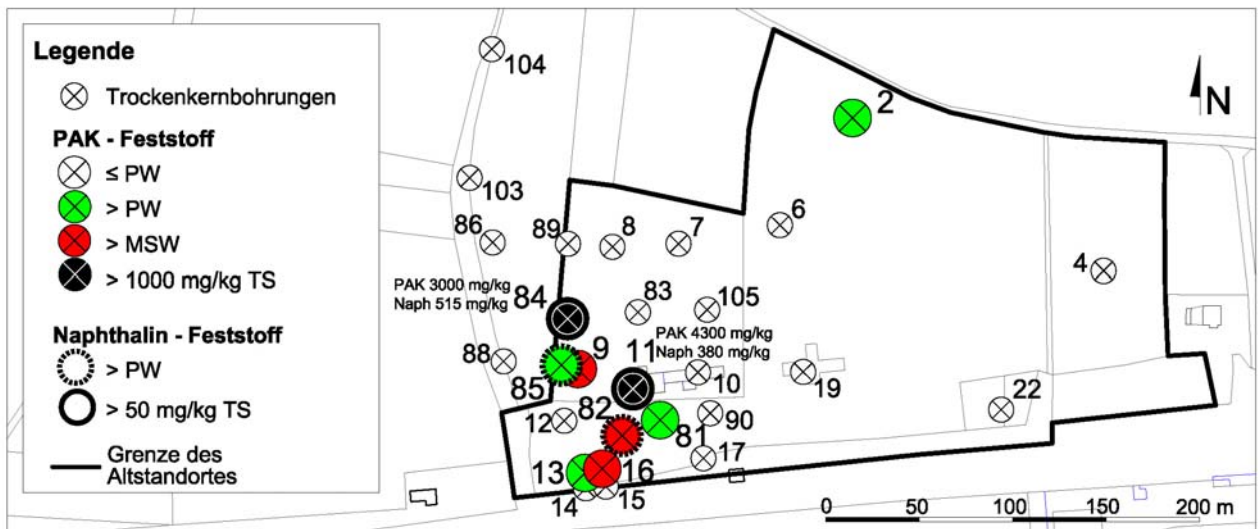 Legende
Trockenkernbohrungen
PAK - Feststoff
≤ PW
> PW
> MSW
> 1000 mg/kg TS
Naphthalin - Feststoff
> PW
> 50 mg/kg TS
Grenze des
Altstandortes
104
2
N
103
86
89
8
7
6
4
PAK 3000 mg/kg
Naph 515 mg/kg
84
83
105
PAK 4300 mg/kg
Naph 380 mg/kg
88
9
11
85
10
19
12
82
81
90
22
17
13
16
14
15
0 50 100 150 200 m